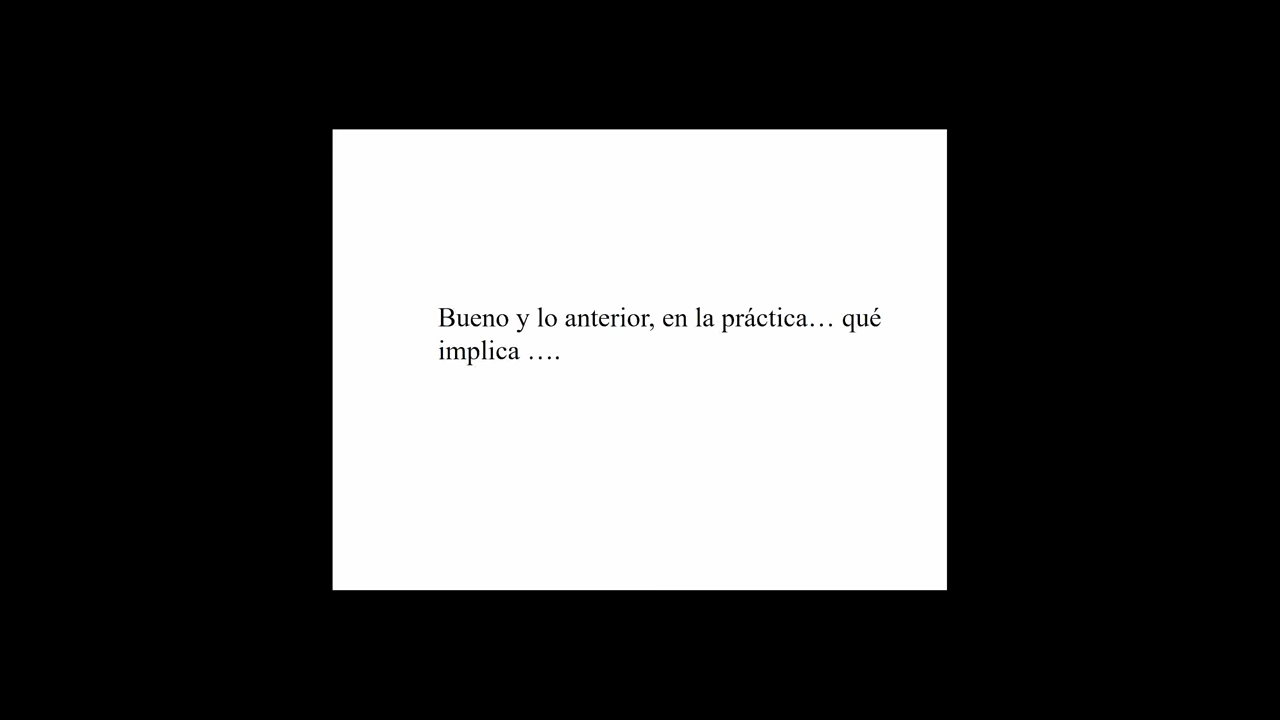 Bueno y lo anterior, en la práctica… qué
implica ….